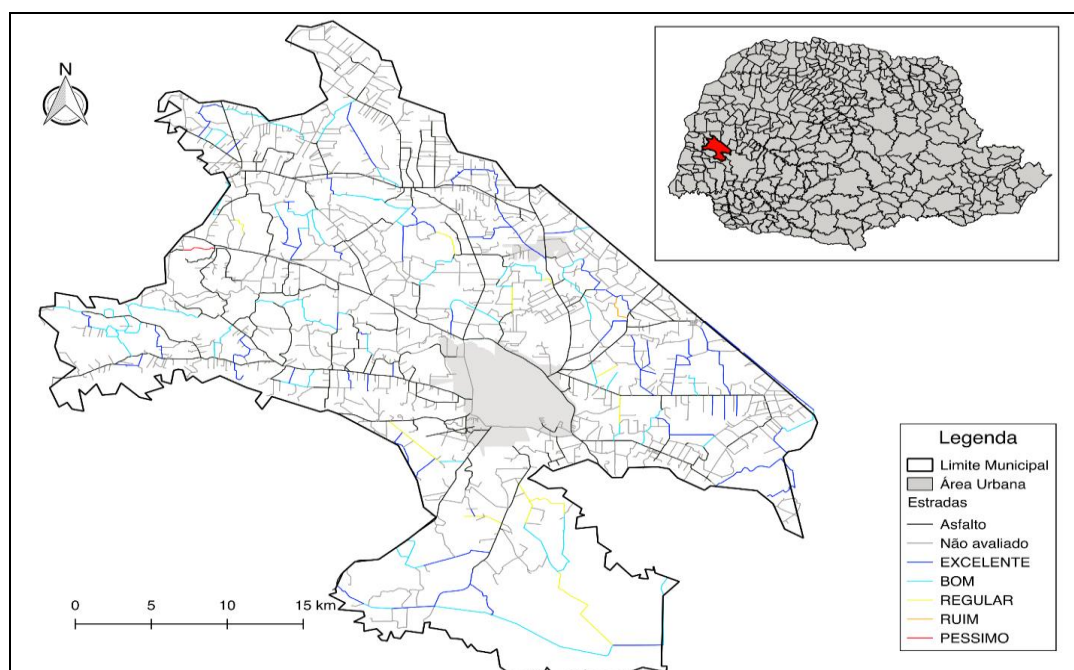 N
0 5 10 15 km
Legenda
Limite Municipal
Área Urbana
Estradas
Asfalto
Não avaliado
EXCELENTE
BOM
REGULAR
RUIM
PESSIMO